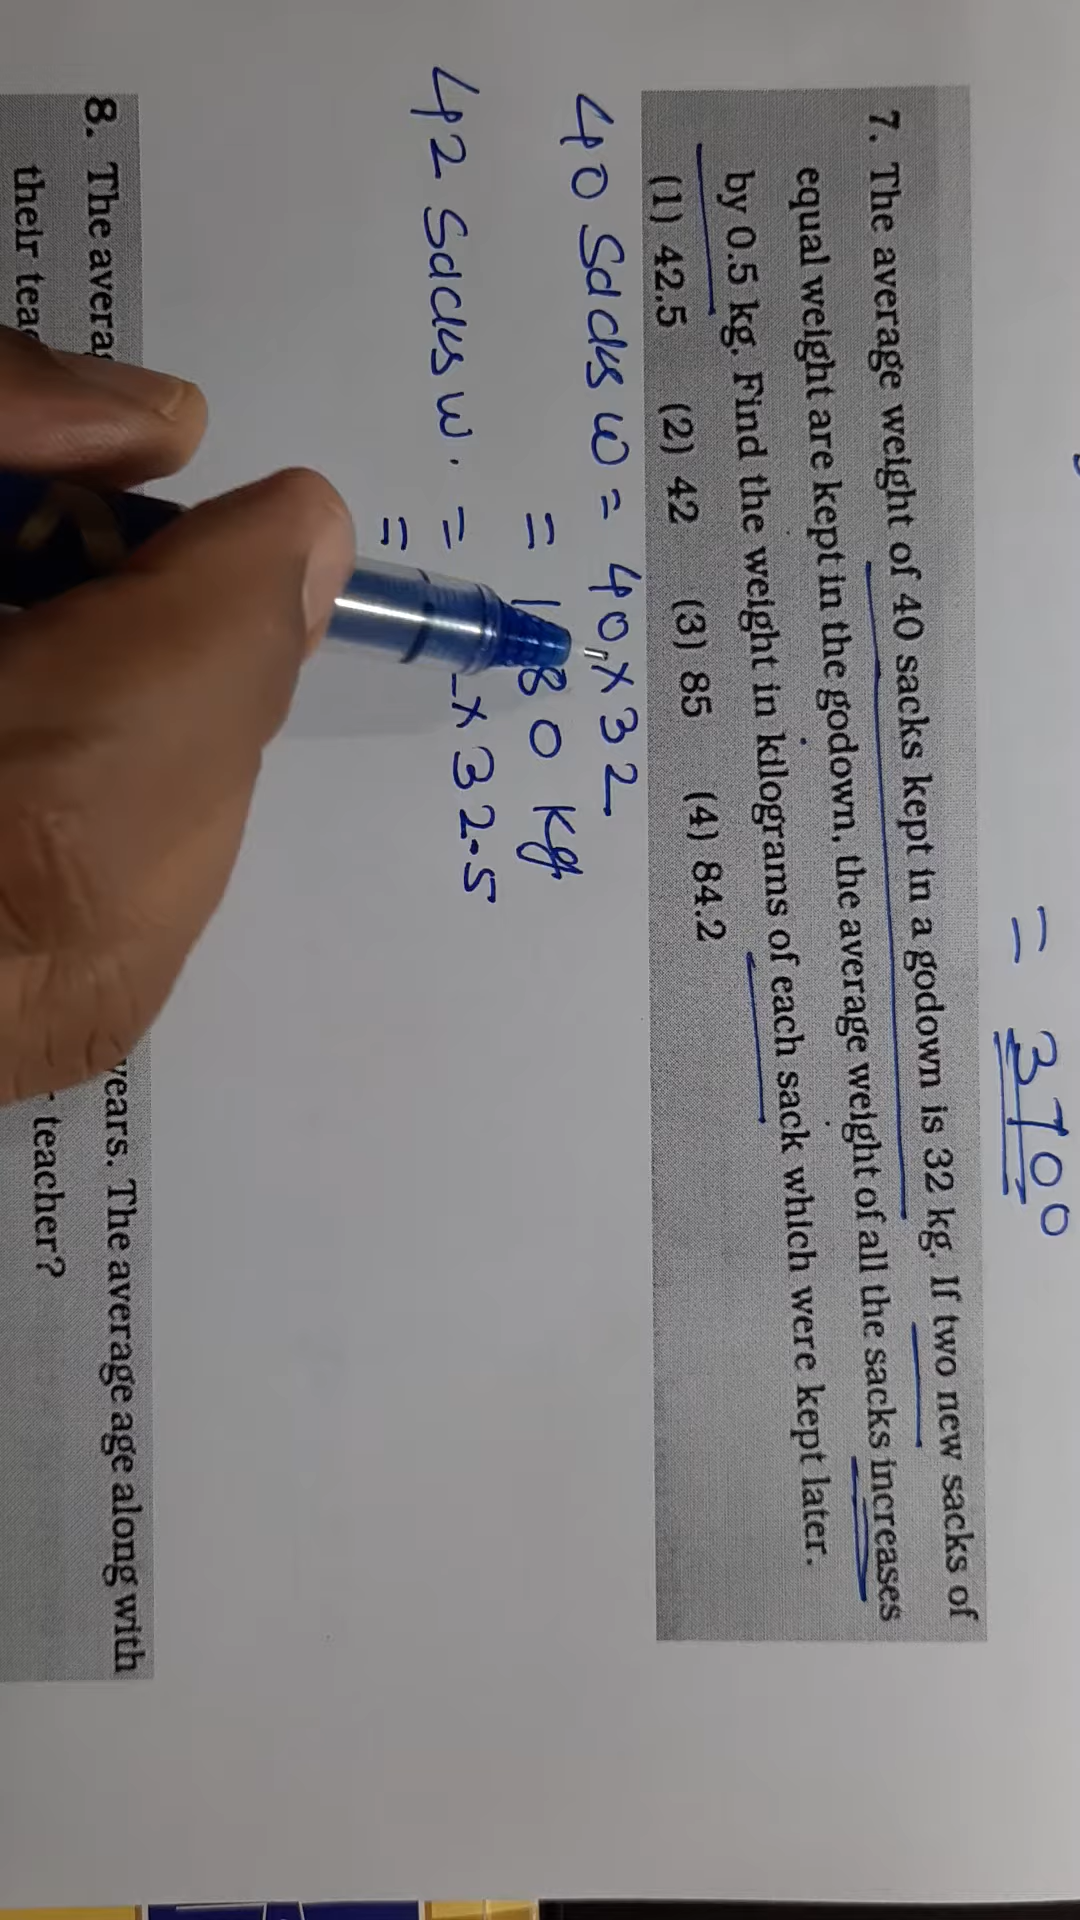 = 3700
7. The average weight of 40 sacks kept in a godown is 32 kg. If two new sacks of
equal weight are kept in the godown, the average weight of all the sacks increases
by 0.5 kg. Find the weight in kilograms of each sack which were kept later.
(1) 42.5 (2) 42 (3) 85 (4) 84.2
40 Sacks W = 40 x 32
= 80 kg
42 Sacks W. = x 32.5
=
8. The years. The average age along with
their teacher?